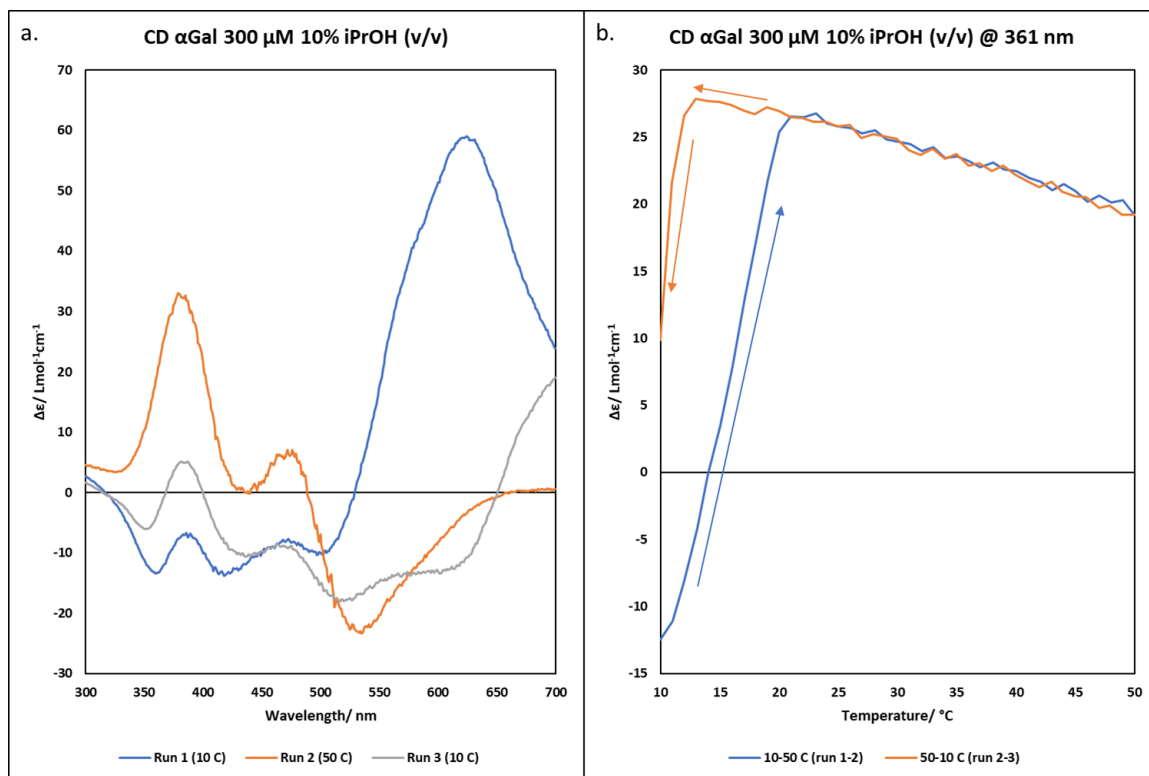 a.
CD αGal 300 µM 10% iPrOH (v/v)
70
60
50
40
30
20
10
0
-10
-20
-30
Δε/ Lmol⁻¹cm⁻¹
300 350 400 450 500 550 600 650 700
Wavelength/ nm
Run 1 (10 C) Run 2 (50 C) Run 3 (10 C)
b.
CD αGal 300 µM 10% iPrOH (v/v) @ 361 nm
30
25
20
15
10
5
0
-5
-10
-15
Δε/ Lmol⁻¹cm⁻¹
10 15 20 25 30 35 40 45 50
Temperature/ °C
10-50 C (run 1-2) 50-10 C (run 2-3)